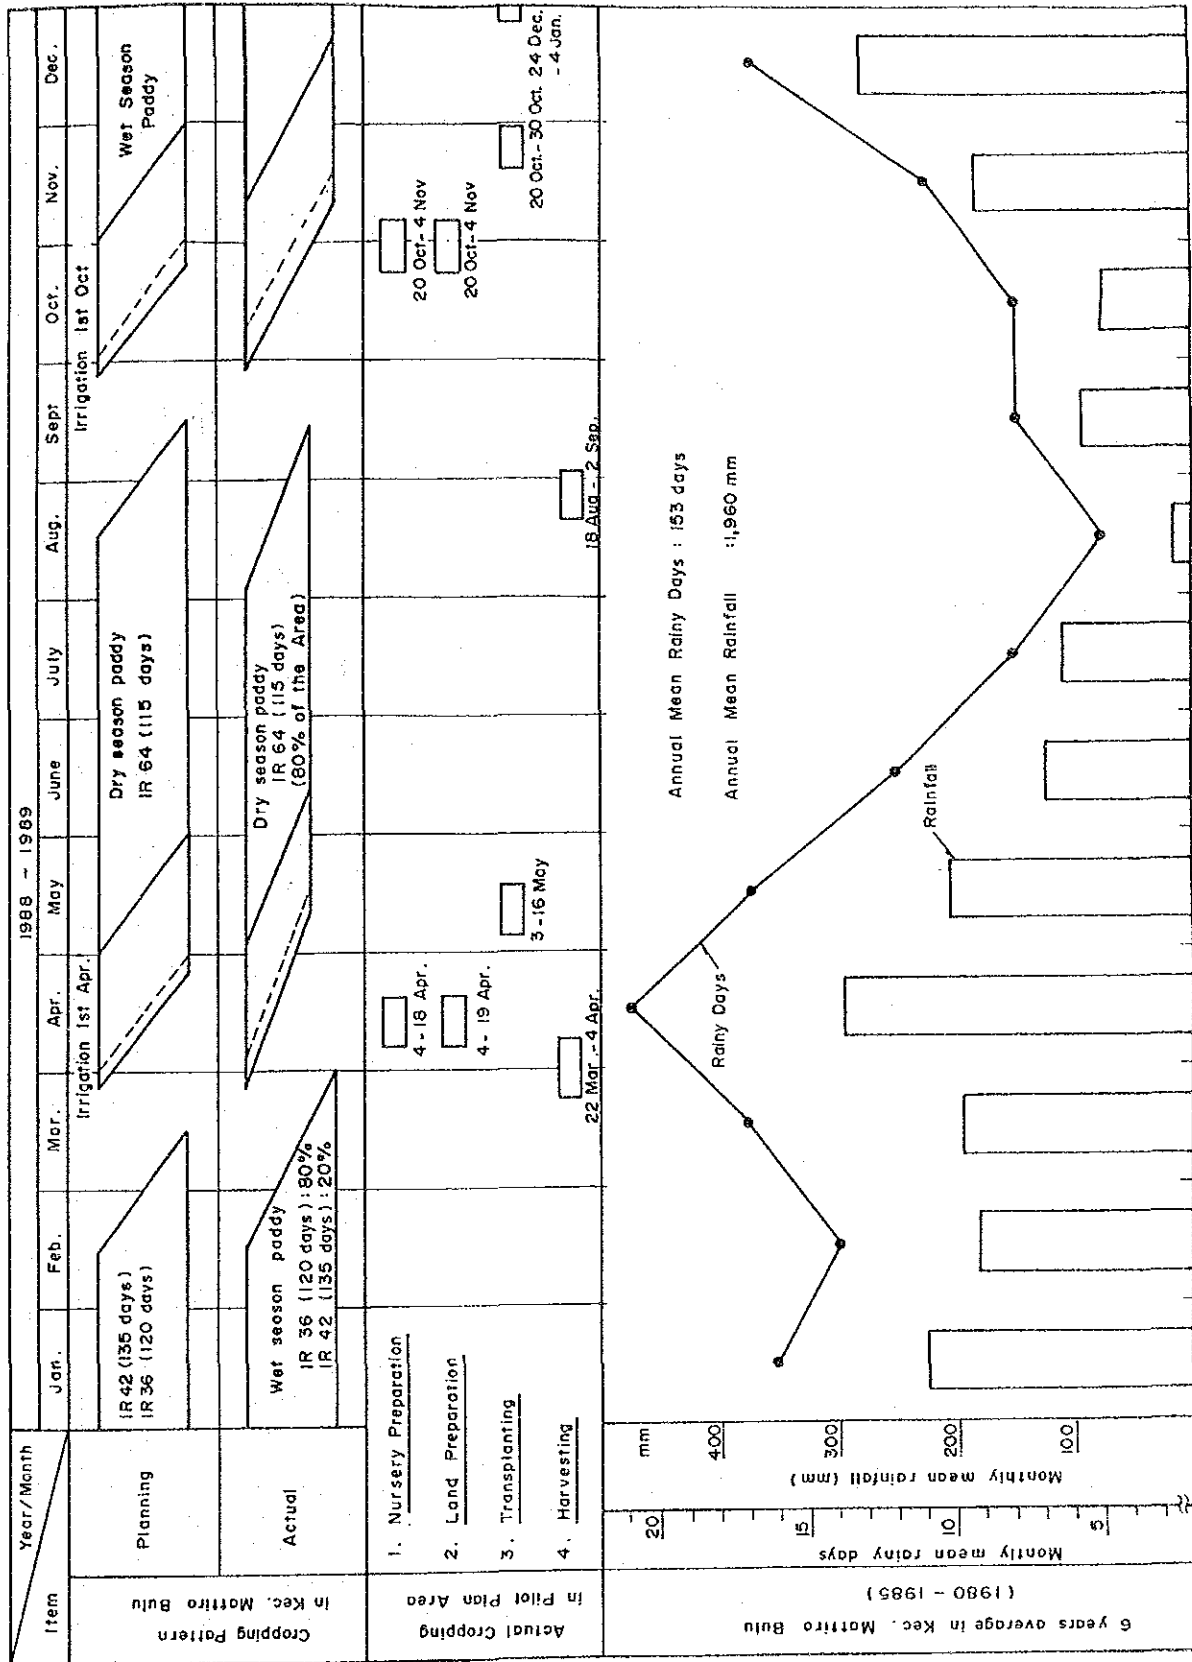 1988 ~ 1989
Year/Month
Item
Jan.
Feb.
Mar.
Apr.
May
June
July
Aug.
Sept
Oct.
Nov.
Dec.
Cropping Pattern
in Kec. Mattiro Bulu
Planning
Irrigation 1st Apr.
Irrigation 1st Oct
IR 42 (135 days)
IR 36 (120 days)
Dry season paddy
IR 64 (115 days)
Wet Season
Paddy
Actual
Wet season paddy
IR 36 (120 days) : 80%
IR 42 (135 days) : 20%
Dry season paddy
IR 64 (115 days)
(80% of the Area)
Actual Cropping
in Pilot Plan Area
1. Nursery Preparation
4 - 18 Apr.
20 Oct - 4 Nov
2. Land Preparation
4 - 19 Apr.
20 Oct - 4 Nov
3. Transplanting
3 - 16 May
20 Oct. - 30 Oct. 24 Dec.
- 4 Jan.
4. Harvesting
22 Mar. - 4 Apr.
18 Aug - 2 Sep.
6 years average in Kec. Mattiro Bulu
(1980 - 1985)
Montly mean rainy days
20
15
10
5
Monthly mean rainfall (mm)
mm
400
300
200
100
Rainy Days
Rainfall
Annual Mean Rainy Days : 153 days
Annual Mean Rainfall : 1,960 mm